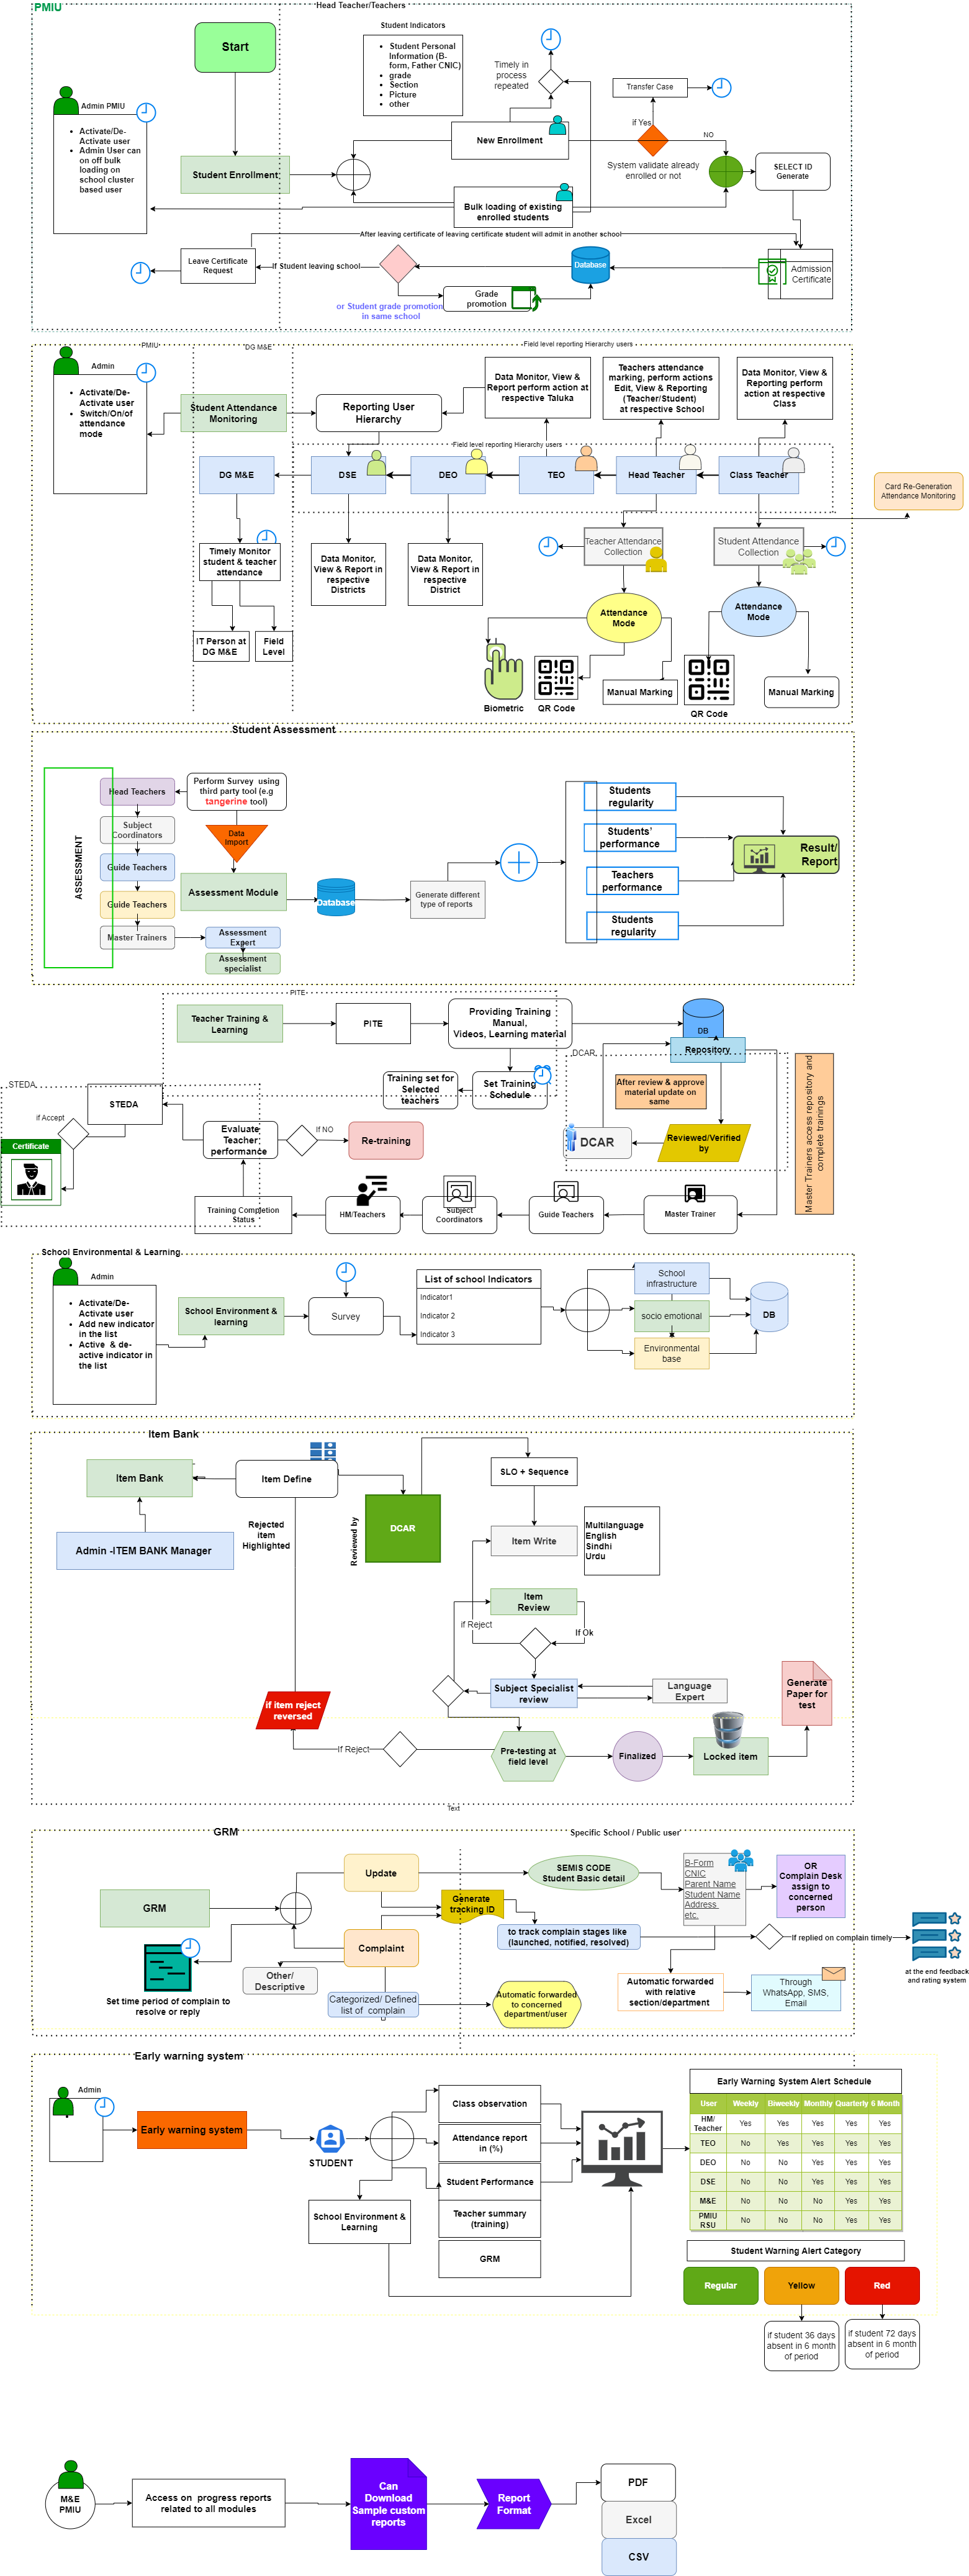 PMIU
Head Teacher/Teachers
Student Indicators
Start
Student Personal
Information (B-
form, Father CNIC)
grade
Section
Picture
other
Timely in
process
repeated
Transfer Case
Admin PMIU
Activate/De-
Activate user
Admin User can
on off bulk
loading on
school cluster
based user
if Yes
New Enrollment
NO
System validate already
enrolled or not
SELECT ID
Generate
Student Enrollment
Bulk loading of existing
enrolled students
After leaving certificate of leaving certificate student will admit in another school
Leave Certificate
Request
If Student leaving school
Database
Admission
Certificate
Grade
promotion
or Student grade promotion
in same school
PMIU
DG M&E
Field level reporting Hierarchy users
Admin
Activate/De-
Activate user
Switch/On/of
attendance
mode
Student Attendance
Monitoring
Reporting User
Hierarchy
Data Monitor, View &
Report perform action at
respective Taluka
Teachers attendance
marking, perform actions
Edit, View & Reporting
(Teacher/Student)
at respective School
Data Monitor, View &
Reporting perform
action at respective
Class
Field level reporting Hierarchy users
DG M&E
DSE
DEO
TEO
Head Teacher
Class Teacher
Card Re-Generation
Attendance Monitoring
Timely Monitor
student & teacher
attendance
Data Monitor,
View & Report in
respective
Districts
Data Monitor,
View & Report in
respective
District
Teacher Attendance
Collection
Student Attendance
Collection
Attendance
Mode
Attendance
Mode
IT Person at
DG M&E
Field
Level
Biometric
QR Code
Manual Marking
QR Code
Manual Marking
Student Assessment
ASSESSMENT
Head Teachers
Subject
Coordinators
Guide Teachers
Guide Teachers
Master Trainers
Perform Survey using
third party tool (e.g
tangerine tool)
Data
Import
Assessment Module
Assessment
Expert
Assessment
specialist
Database
Generate different
type of reports
Students
regularity
Students'
performance
Teachers
performance
Students
regularity
Result/
Report
PITE
Teacher Training &
Learning
PITE
Providing Training
Manual,
Videos, Learning material
DB
Repository
DCAR
Training set for
Selected
teachers
Set Training
Schedule
After review & approve
material update on
same
Master Trainers access repository and
complete trainings
STEDA
STEDA
if Accept
Certificate
Evaluate
Teacher
performance
If NO
Re-training
DCAR
Reviewed/Verified
by
Training Completion
Status
HM/Teachers
Subject
Coordinators
Guide Teachers
Master Trainer
School Environmental & Learning
Admin
Activate/De-
Activate user
Add new indicator
in the list
Active & de-
active indicator in
the list
School Environment &
learning
Survey
List of school Indicators
Indicator1
Indicator 2
Indicator 3
School
infrastructure
socio emotional
Environmental
base
DB
Item Bank
Item Bank
Item Define
SLO + Sequence
Admin -ITEM BANK Manager
Rejected
item
Highlighted
Reviewed by
DCAR
Item Write
Multilanguage
English
Sindhi
Urdu
Item
Review
if Reject
If Ok
Subject Specialist
review
Language
Expert
Generate
Paper for
test
if item reject
reversed
If Reject
Pre-testing at
field level
Finalized
Locked item
Text
GRM
Specific School / Public user
GRM
Update
SEMIS CODE
Student Basic detail
B-Form
CNIC
Parent Name
Student Name
Address
etc.
OR
Complain Desk
assign to
concerned
person
Generate
tracking ID
to track complain stages like
(launched, notified, resolved)
If replied on complain timely
at the end feedback
and rating system
Complaint
Other/
Descriptive
Set time period of complain to
resolve or reply
Categorized/ Defined
list of complain
Automatic forwarded
to concerned
department/user
Automatic forwarded
with relative
section/department
Through
WhatsApp, SMS,
Email
Early warning system
Admin
Early warning system
STUDENT
Class observation
Attendance report
in (%)
Student Performance
Teacher summary
(training)
GRM
School Environment &
Learning
Early Warning System Alert Schedule
User Weekly Biweekly Monthly Quarterly 6 Month
HM/
Teacher Yes Yes Yes Yes Yes
TEO No Yes Yes Yes Yes
DEO No No Yes Yes Yes
DSE No No Yes Yes Yes
M&E No No No Yes Yes
PMIU
RSU No No No Yes Yes
Student Warning Alert Category
Regular
Yellow
Red
if student 36 days
absent in 6 month
of period
if student 72 days
absent in 6 month
of period
M&E
PMIU
Access on progress reports
related to all modules
Can
Download
Sample custom
reports
Report
Format
PDF
Excel
CSV